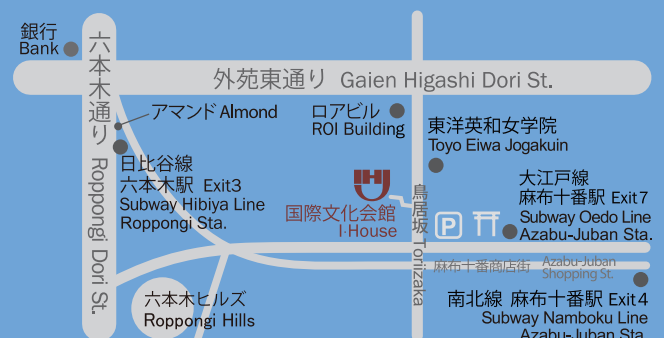 銀行
Bank
六本木通り Roppongi Dori St.
外苑東通り Gaien Higashi Dori St.
アマンド Almond
ロアビル
ROI Building
東洋英和女学院
Toyo Eiwa Jogakuin
日比谷線
六本木駅 Exit3
Subway Hibiya Line
Roppongi Sta.
国際文化会館
I-House
鳥居坂 Toriizaka
P
大江戸線
麻布十番駅 Exit7
Subway Oedo Line
Azabu-Juban Sta.
麻布十番商店街 Azabu-Juban
Shopping St.
六本木ヒルズ
Roppongi Hills
南北線 麻布十番駅 Exit4
Subway Namboku Line
Azabu-Juban Sta.